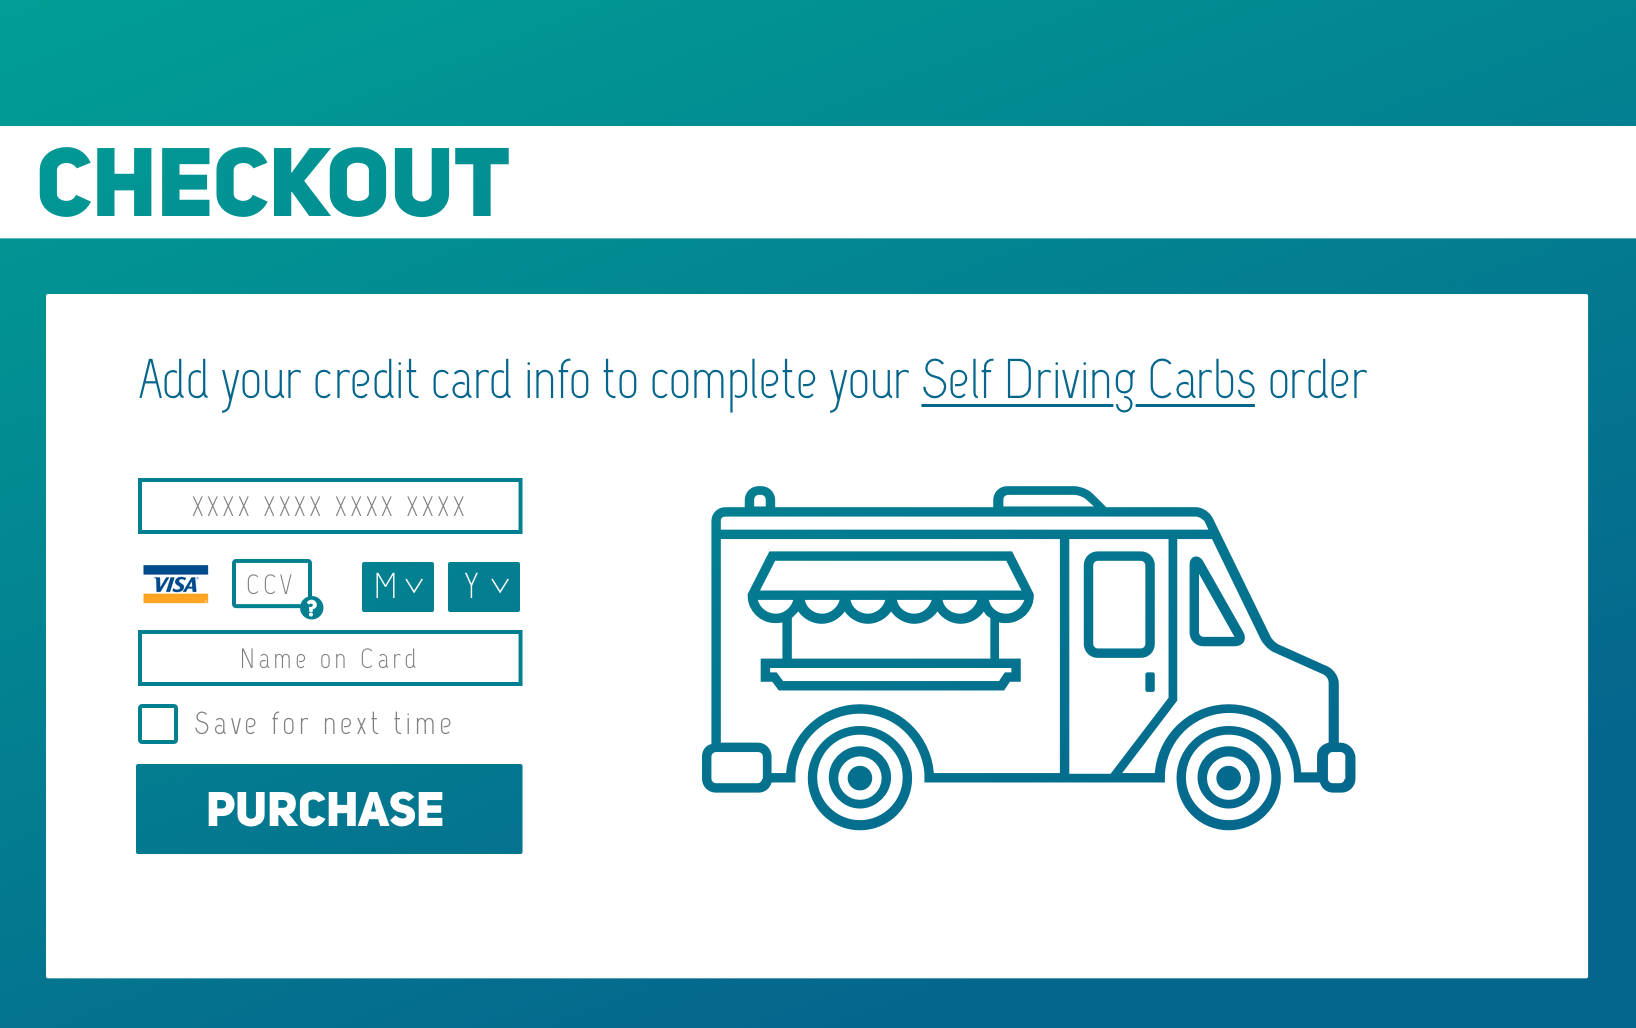 CHECKOUT
Add your credit card info to complete your Self Driving Carbs order
XXXX XXXX XXXX XXXX
VISA CCV ? M Y
Name on Card
Save for next time
PURCHASE